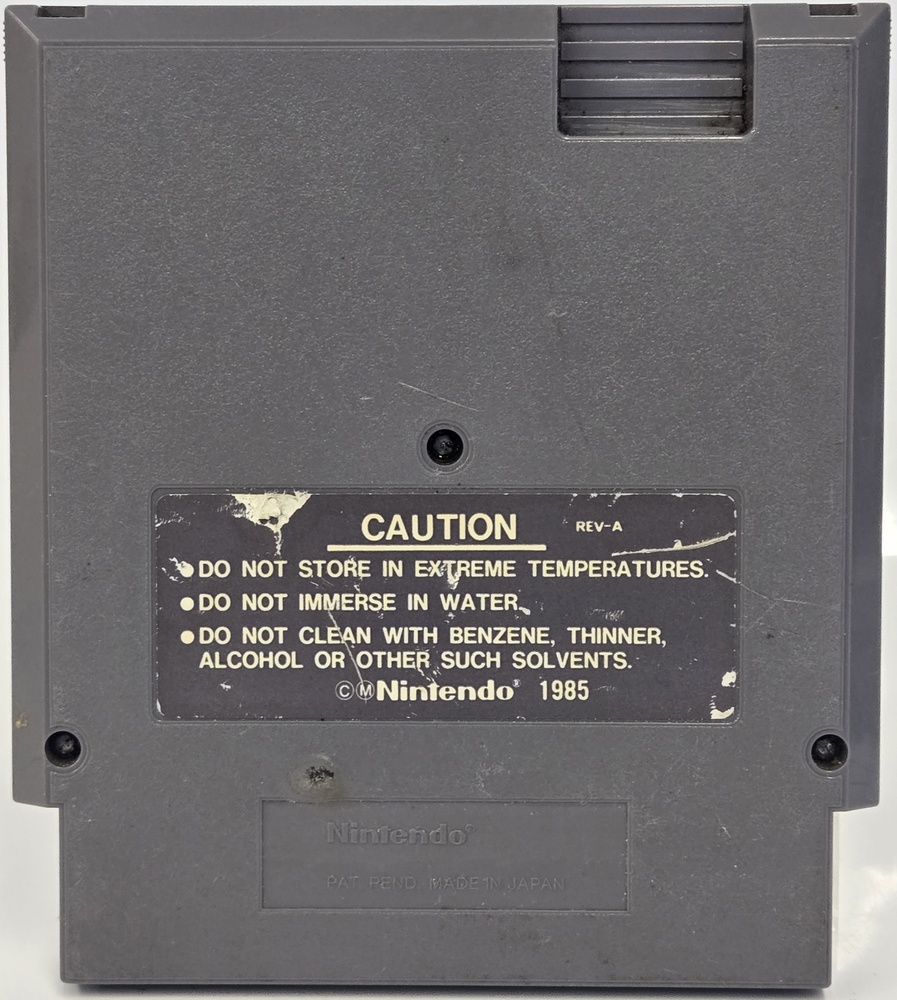 CAUTION REV-A
●DO NOT STORE IN EXTREME TEMPERATURES.
●DO NOT IMMERSE IN WATER.
●DO NOT CLEAN WITH BENZENE, THINNER,
ALCOHOL OR OTHER SUCH SOLVENTS.
ⒸⓂNintendo® 1985
Nintendo®
PAT. PEND. MADE IN JAPAN